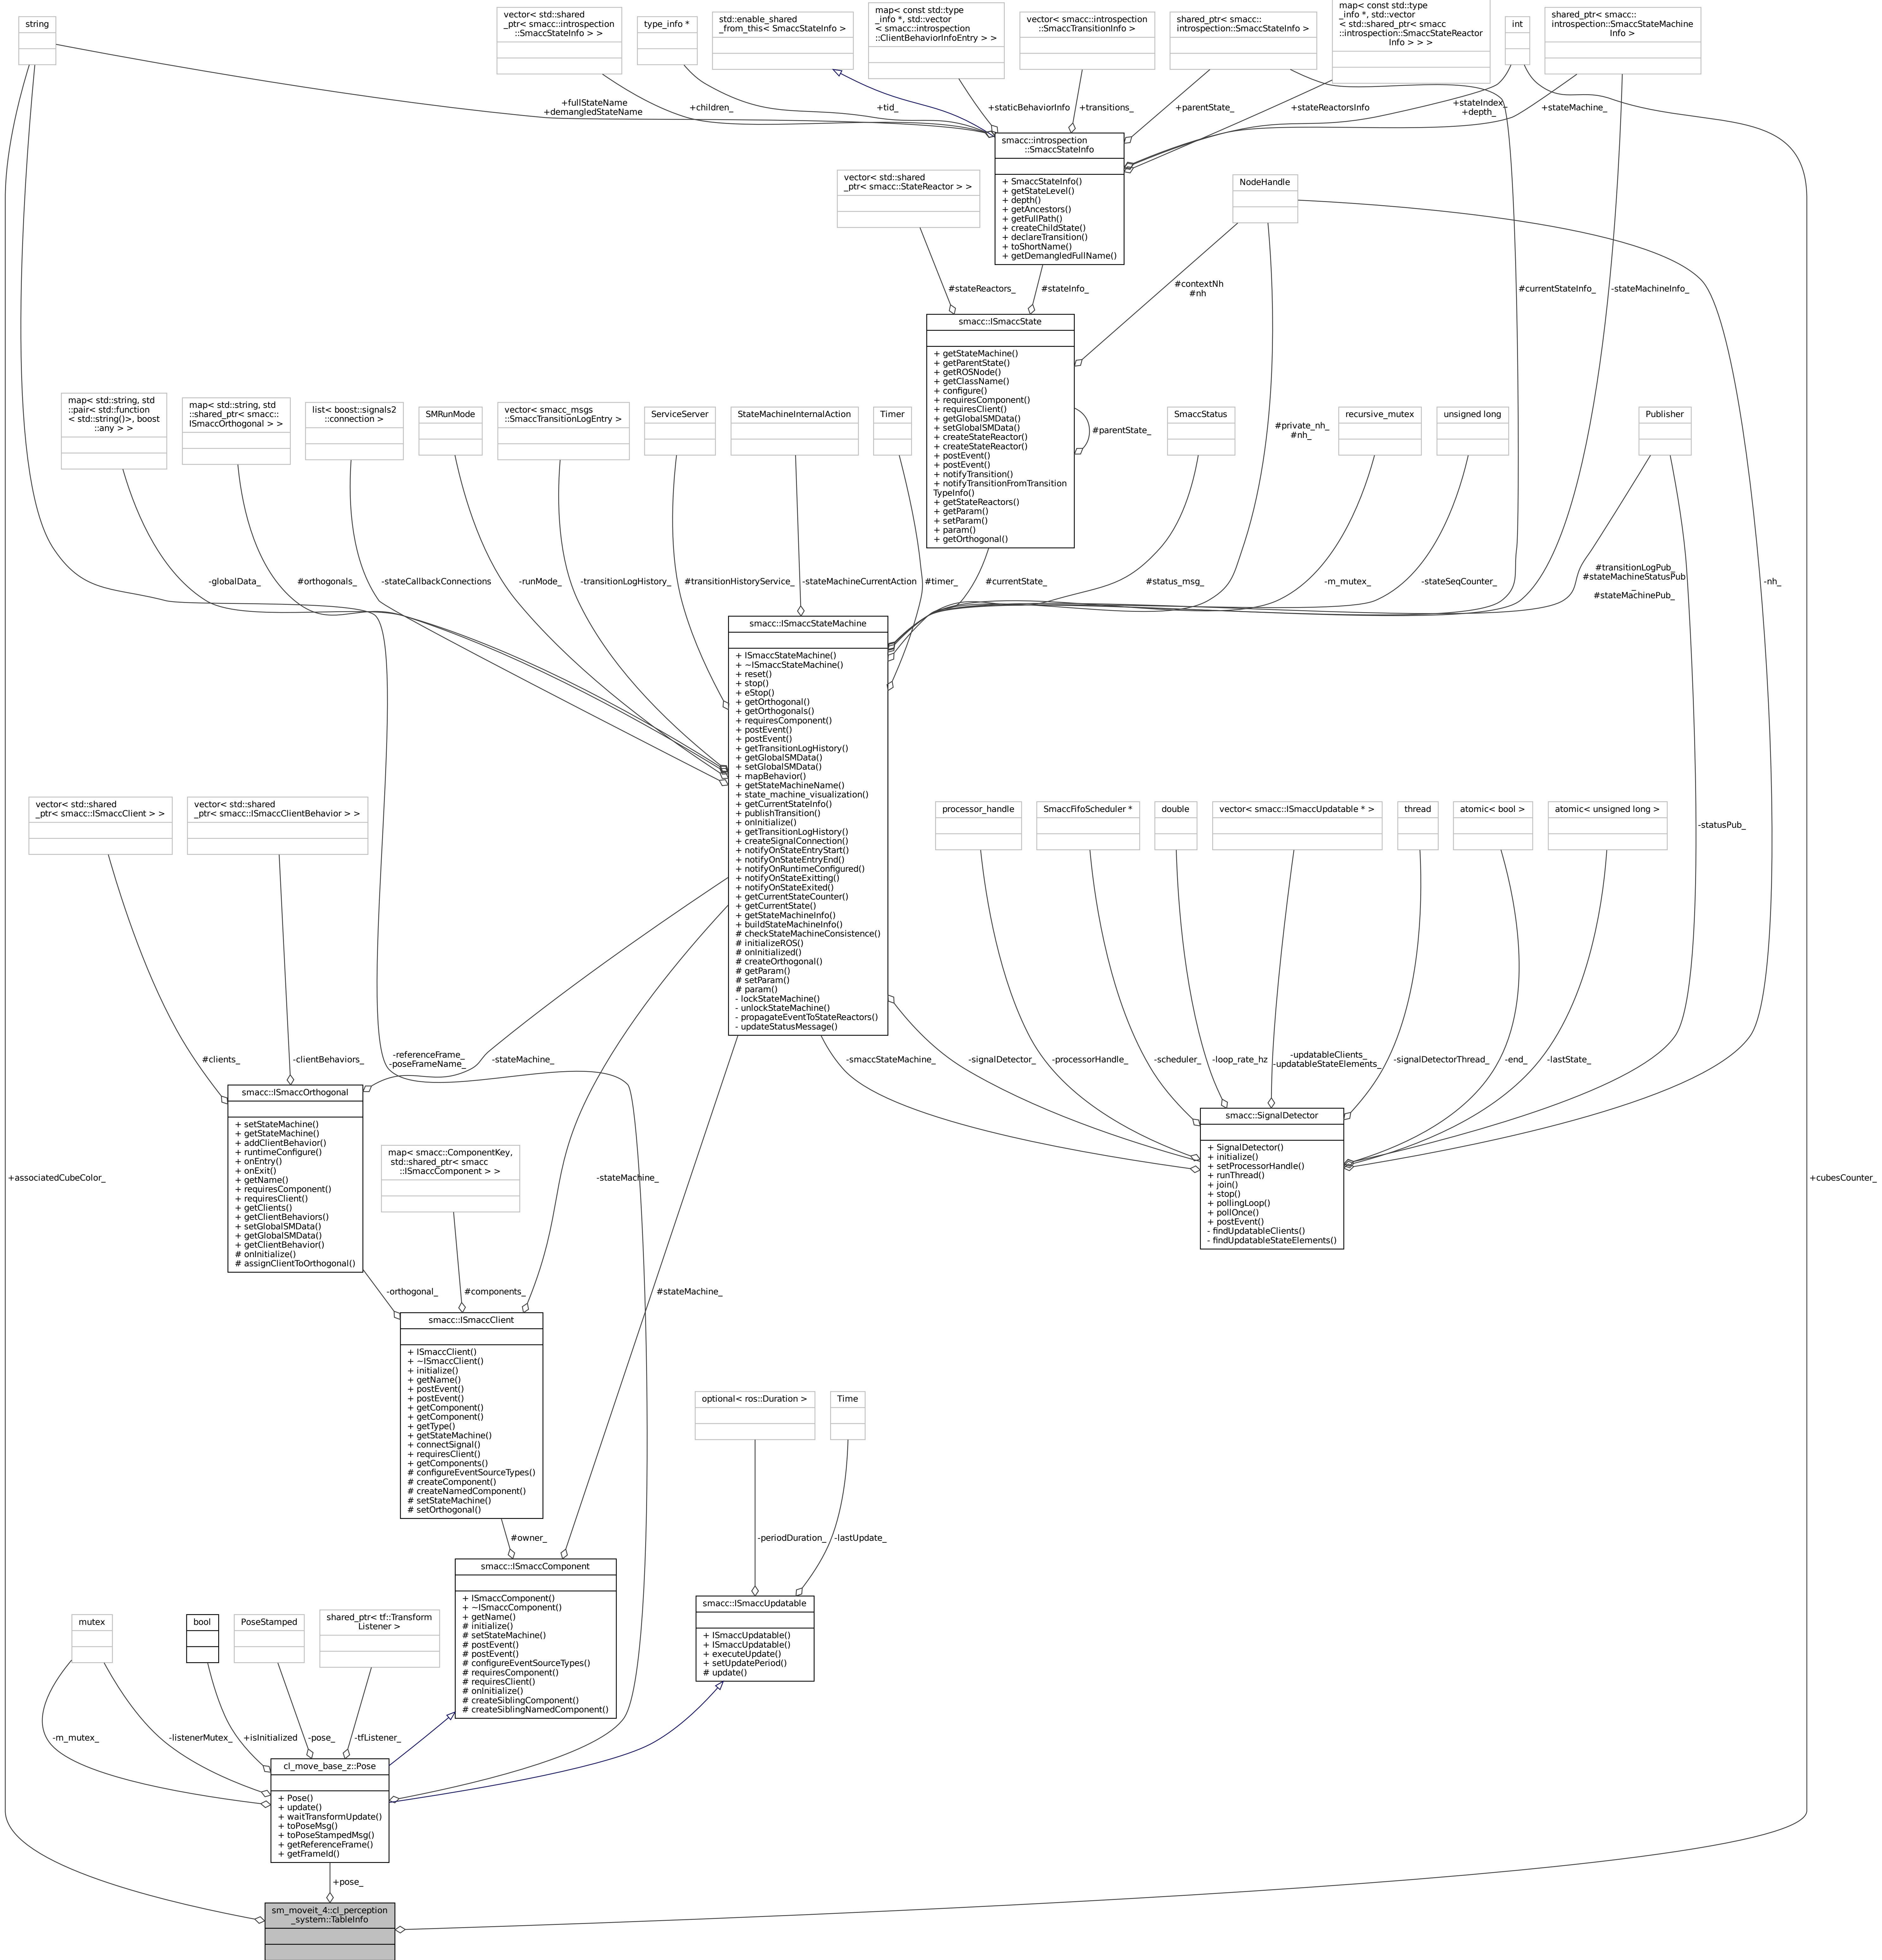 string
vector< std::shared
_ptr< smacc::introspection
::SmaccStateInfo > >
type_info *
std::enable_shared
_from_this< SmaccStateInfo >
map< const std::type
_info *, std::vector
< smacc::introspection
::ClientBehaviorInfoEntry > >
vector< smacc::introspection
::SmaccTransitionInfo >
shared_ptr< smacc::
introspection::SmaccStateInfo >
map< const std::type
_info *, std::vector
< std::shared_ptr< smacc
::introspection::SmaccStateReactor
Info > > >
int
shared_ptr< smacc::
introspection::SmaccStateMachine
Info >
+fullStateName
+demangledStateName
+children_
+tid_
+staticBehaviorInfo
+transitions_
+parentState_
+stateReactorsInfo
+stateIndex_
+depth_
+stateMachine_
smacc::introspection
::SmaccStateInfo
+ SmaccStateInfo()
+ getStateLevel()
+ depth()
+ getAncestors()
+ getFullPath()
+ createChildState()
+ declareTransition()
+ toShortName()
+ getDemangledFullName()
vector< std::shared
_ptr< smacc::StateReactor > >
NodeHandle
#stateReactors_
#stateInfo_
#contextNh
#nh
#currentStateInfo_
-stateMachineInfo_
smacc::ISmaccState
+ getStateMachine()
+ getParentState()
+ getROSNode()
+ getClassName()
+ configure()
+ requiresComponent()
+ requiresClient()
+ getGlobalSMData()
+ setGlobalSMData()
+ createStateReactor()
+ createStateReactor()
+ postEvent()
+ postEvent()
+ notifyTransition()
+ notifyTransitionFromTransition
TypeInfo()
+ getStateReactors()
+ getParam()
+ setParam()
+ param()
+ getOrthogonal()
#parentState_
#private_nh_
#nh_
map< std::string, std
::pair< std::function
< std::string()>, boost
::any > >
map< std::string, std
::shared_ptr< smacc::
ISmaccOrthogonal > >
list< boost::signals2
::connection >
SMRunMode
vector< smacc_msgs
::SmaccTransitionLogEntry >
ServiceServer
StateMachineInternalAction
Timer
SmaccStatus
recursive_mutex
unsigned long
Publisher
-globalData_
#orthogonals_
-stateCallbackConnections
-runMode_
-transitionLogHistory_
#transitionHistoryService_
-stateMachineCurrentAction
#timer_
#currentState_
#status_msg_
-m_mutex_
-stateSeqCounter_
#transitionLogPub_
#stateMachineStatusPub
_
#stateMachinePub_
-nh_
smacc::ISmaccStateMachine
+ ISmaccStateMachine()
+ ~ISmaccStateMachine()
+ reset()
+ stop()
+ eStop()
+ getOrthogonal()
+ getOrthogonals()
+ requiresComponent()
+ postEvent()
+ postEvent()
+ getTransitionLogHistory()
+ getGlobalSMData()
+ setGlobalSMData()
+ mapBehavior()
+ getStateMachineName()
+ state_machine_visualization()
+ getCurrentStateInfo()
+ publishTransition()
+ onInitialize()
+ getTransitionLogHistory()
+ createSignalConnection()
+ notifyOnStateEntryStart()
+ notifyOnStateEntryEnd()
+ notifyOnRuntimeConfigured()
+ notifyOnStateExitting()
+ notifyOnStateExited()
+ getCurrentStateCounter()
+ getCurrentState()
+ getStateMachineInfo()
+ buildStateMachineInfo()
# checkStateMachineConsistence()
# initializeROS()
# onInitialized()
# createOrthogonal()
# getParam()
# setParam()
# param()
- lockStateMachine()
- unlockStateMachine()
- propagateEventToStateReactors()
- updateStatusMessage()
vector< std::shared
_ptr< smacc::ISmaccClient > >
vector< std::shared
_ptr< smacc::ISmaccClientBehavior > >
processor_handle
SmaccFifoScheduler *
double
vector< smacc::ISmaccUpdatable * >
thread
atomic< bool >
atomic< unsigned long >
-statusPub_
#clients_
-clientBehaviors_
-referenceFrame_
-poseFrameName_
-stateMachine_
-smaccStateMachine_
-signalDetector_
-processorHandle_
-scheduler_
-loop_rate_hz
-updatableClients_
-updatableStateElements_
-signalDetectorThread_
-end_
-lastState_
smacc::ISmaccOrthogonal
+ setStateMachine()
+ getStateMachine()
+ addClientBehavior()
+ runtimeConfigure()
+ onEntry()
+ onExit()
+ getName()
+ requiresComponent()
+ requiresClient()
+ getClients()
+ getClientBehaviors()
+ setGlobalSMData()
+ getGlobalSMData()
+ getClientBehavior()
# onInitialize()
# assignClientToOrthogonal()
smacc::SignalDetector
+ SignalDetector()
+ initialize()
+ setProcessorHandle()
+ runThread()
+ join()
+ stop()
+ pollingLoop()
+ pollOnce()
+ postEvent()
- findUpdatableClients()
- findUpdatableStateElements()
+associatedCubeColor_
map< smacc::ComponentKey,
std::shared_ptr< smacc
::ISmaccComponent > >
-stateMachine_
+cubesCounter_
-orthogonal_
#components_
#stateMachine_
smacc::ISmaccClient
+ ISmaccClient()
+ ~ISmaccClient()
+ initialize()
+ getName()
+ postEvent()
+ postEvent()
+ getComponent()
+ getComponent()
+ getType()
+ getStateMachine()
+ connectSignal()
+ requiresClient()
+ getComponents()
# configureEventSourceTypes()
# createComponent()
# createNamedComponent()
# setStateMachine()
# setOrthogonal()
optional< ros::Duration >
Time
#owner_
-periodDuration_
-lastUpdate_
smacc::ISmaccComponent
+ ISmaccComponent()
+ ~ISmaccComponent()
+ getName()
# initialize()
# setStateMachine()
# postEvent()
# postEvent()
# configureEventSourceTypes()
# requiresComponent()
# requiresClient()
# onInitialize()
# createSiblingComponent()
# createSiblingNamedComponent()
smacc::ISmaccUpdatable
+ ISmaccUpdatable()
+ ISmaccUpdatable()
+ executeUpdate()
+ setUpdatePeriod()
# update()
mutex
bool
PoseStamped
shared_ptr< tf::Transform
Listener >
-m_mutex_
-listenerMutex_
+isInitialized
-pose_
-tfListener_
cl_move_base_z::Pose
+ Pose()
+ update()
+ waitTransformUpdate()
+ toPoseMsg()
+ toPoseStampedMsg()
+ getReferenceFrame()
+ getFrameId()
+pose_
sm_moveit_4::cl_perception
_system::TableInfo